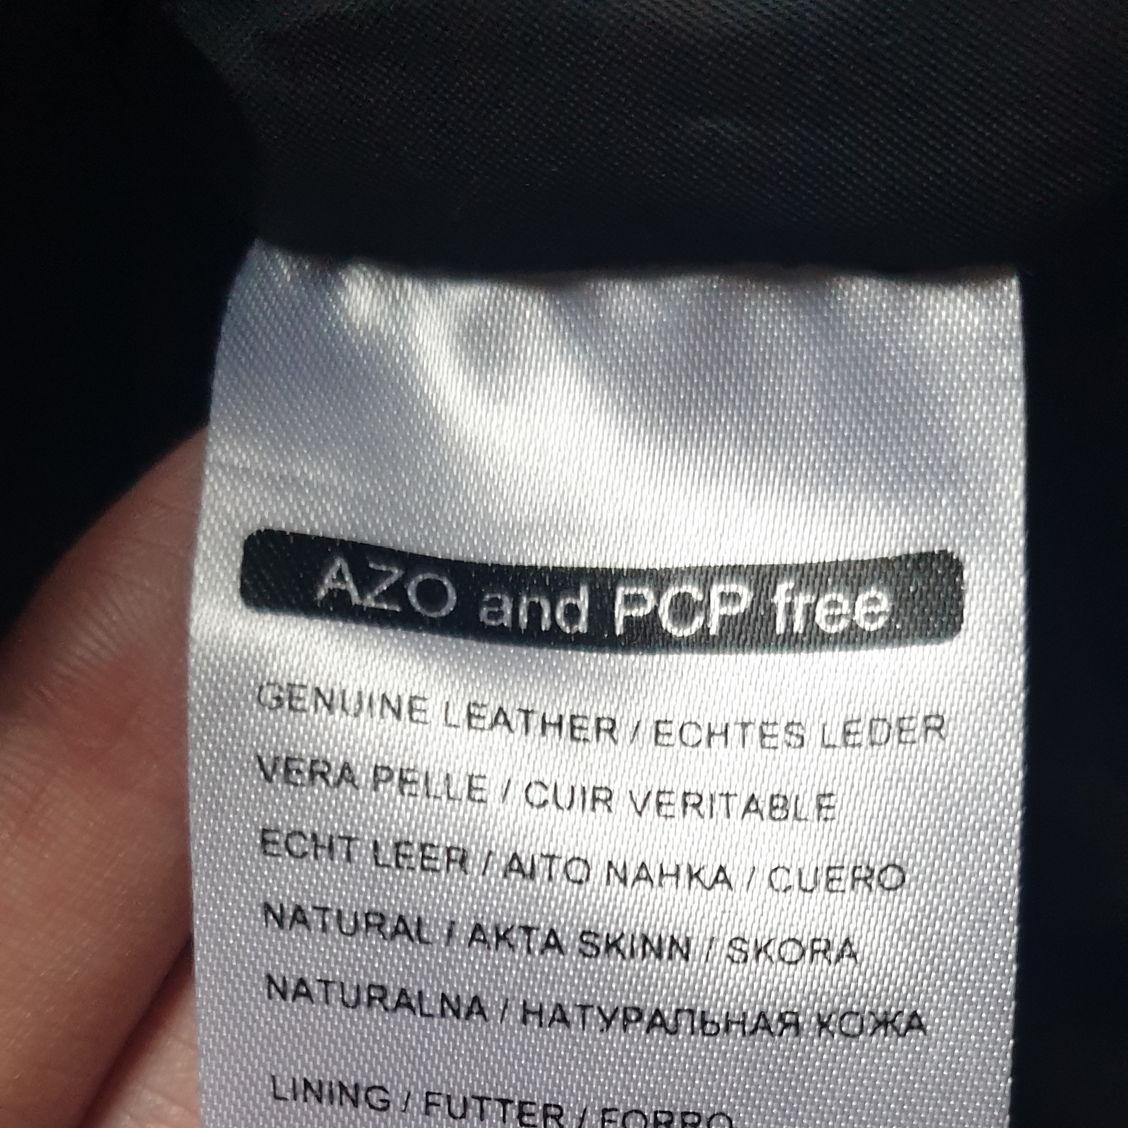 AZO and PCP free
GENUINE LEATHER / ECHTES LEDER
VERA PELLE / CUIR VERITABLE
ECHT LEER / AITO NAHKA / CUERO
NATURAL / AKTA SKINN / SKORA
NATURALNA / НАТУРАЛЬНАЯ КОЖА
LINING / FUTTER / FORRO